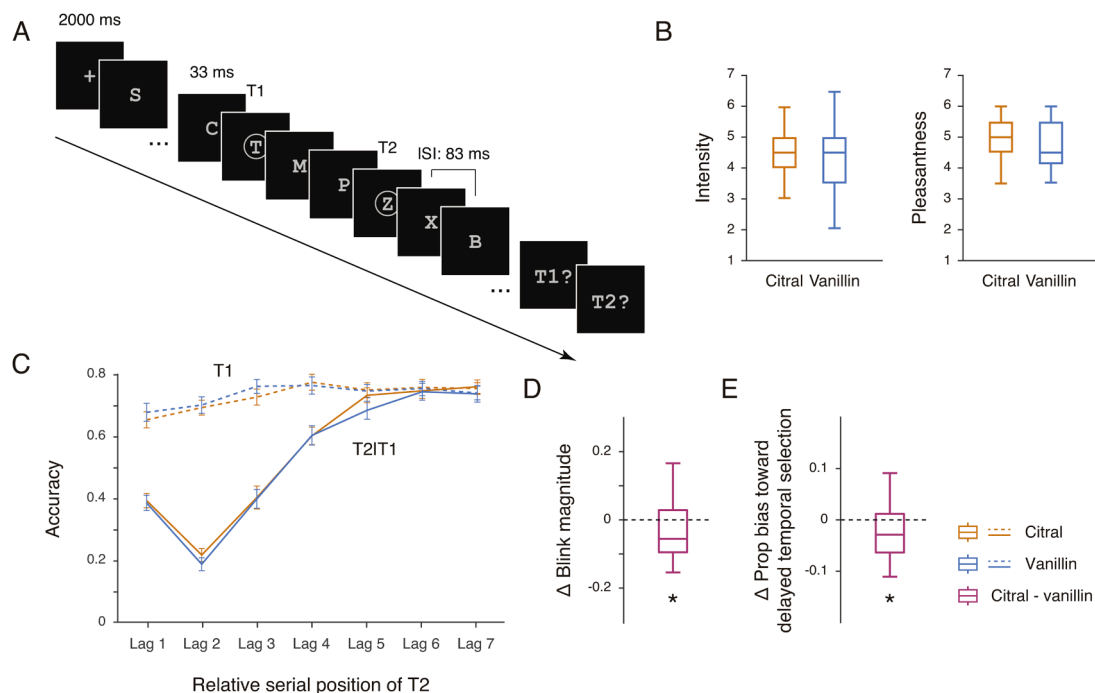 A
2000 ms
+
S
...
33 ms
C
T1
T
M
P
T2
Z
ISI: 83 ms
X
B
...
T1?
T2?
B
Intensity
7
6
5
4
3
2
1
Citral Vanillin
Pleasantness
7
6
5
4
3
2
1
Citral Vanillin
C
Accuracy
0.8
0.6
0.4
0.2
0
T1
T2IT1
Lag 1 Lag 2 Lag 3 Lag 4 Lag 5 Lag 6 Lag 7
Relative serial position of T2
D
Δ Blink magnitude
0.2
0
-0.2
*
E
Δ Prop bias toward
delayed temporal selection
0.1
0
-0.1
*
Citral
Vanillin
Citral - vanillin